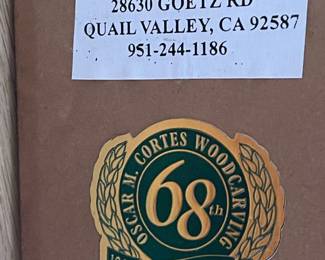 28630 GOETZ RD
QUAIL VALLEY, CA 92587
951-244-1186
OSCAR M. CORTES WOODCARVING
68th